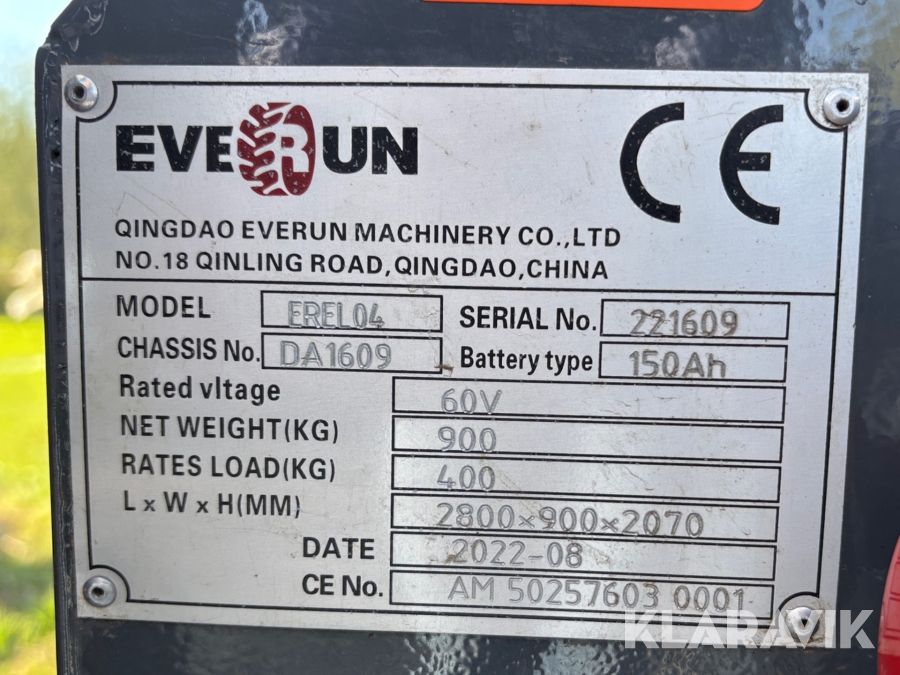 EVERUN
CE
QINGDAO EVERUN MACHINERY CO.,LTD
NO.18 QINLING ROAD,QINGDAO,CHINA
MODEL EREL04 SERIAL No. 221609
CHASSIS No. DA1609 Battery type 150Ah
Rated vltage 60V
NET WEIGHT(KG) 900
RATES LOAD(KG) 400
L x W x H(MM) 2800×900×2070
DATE 2022-08
CE No. AM 50257603 0001
KLARAVIK